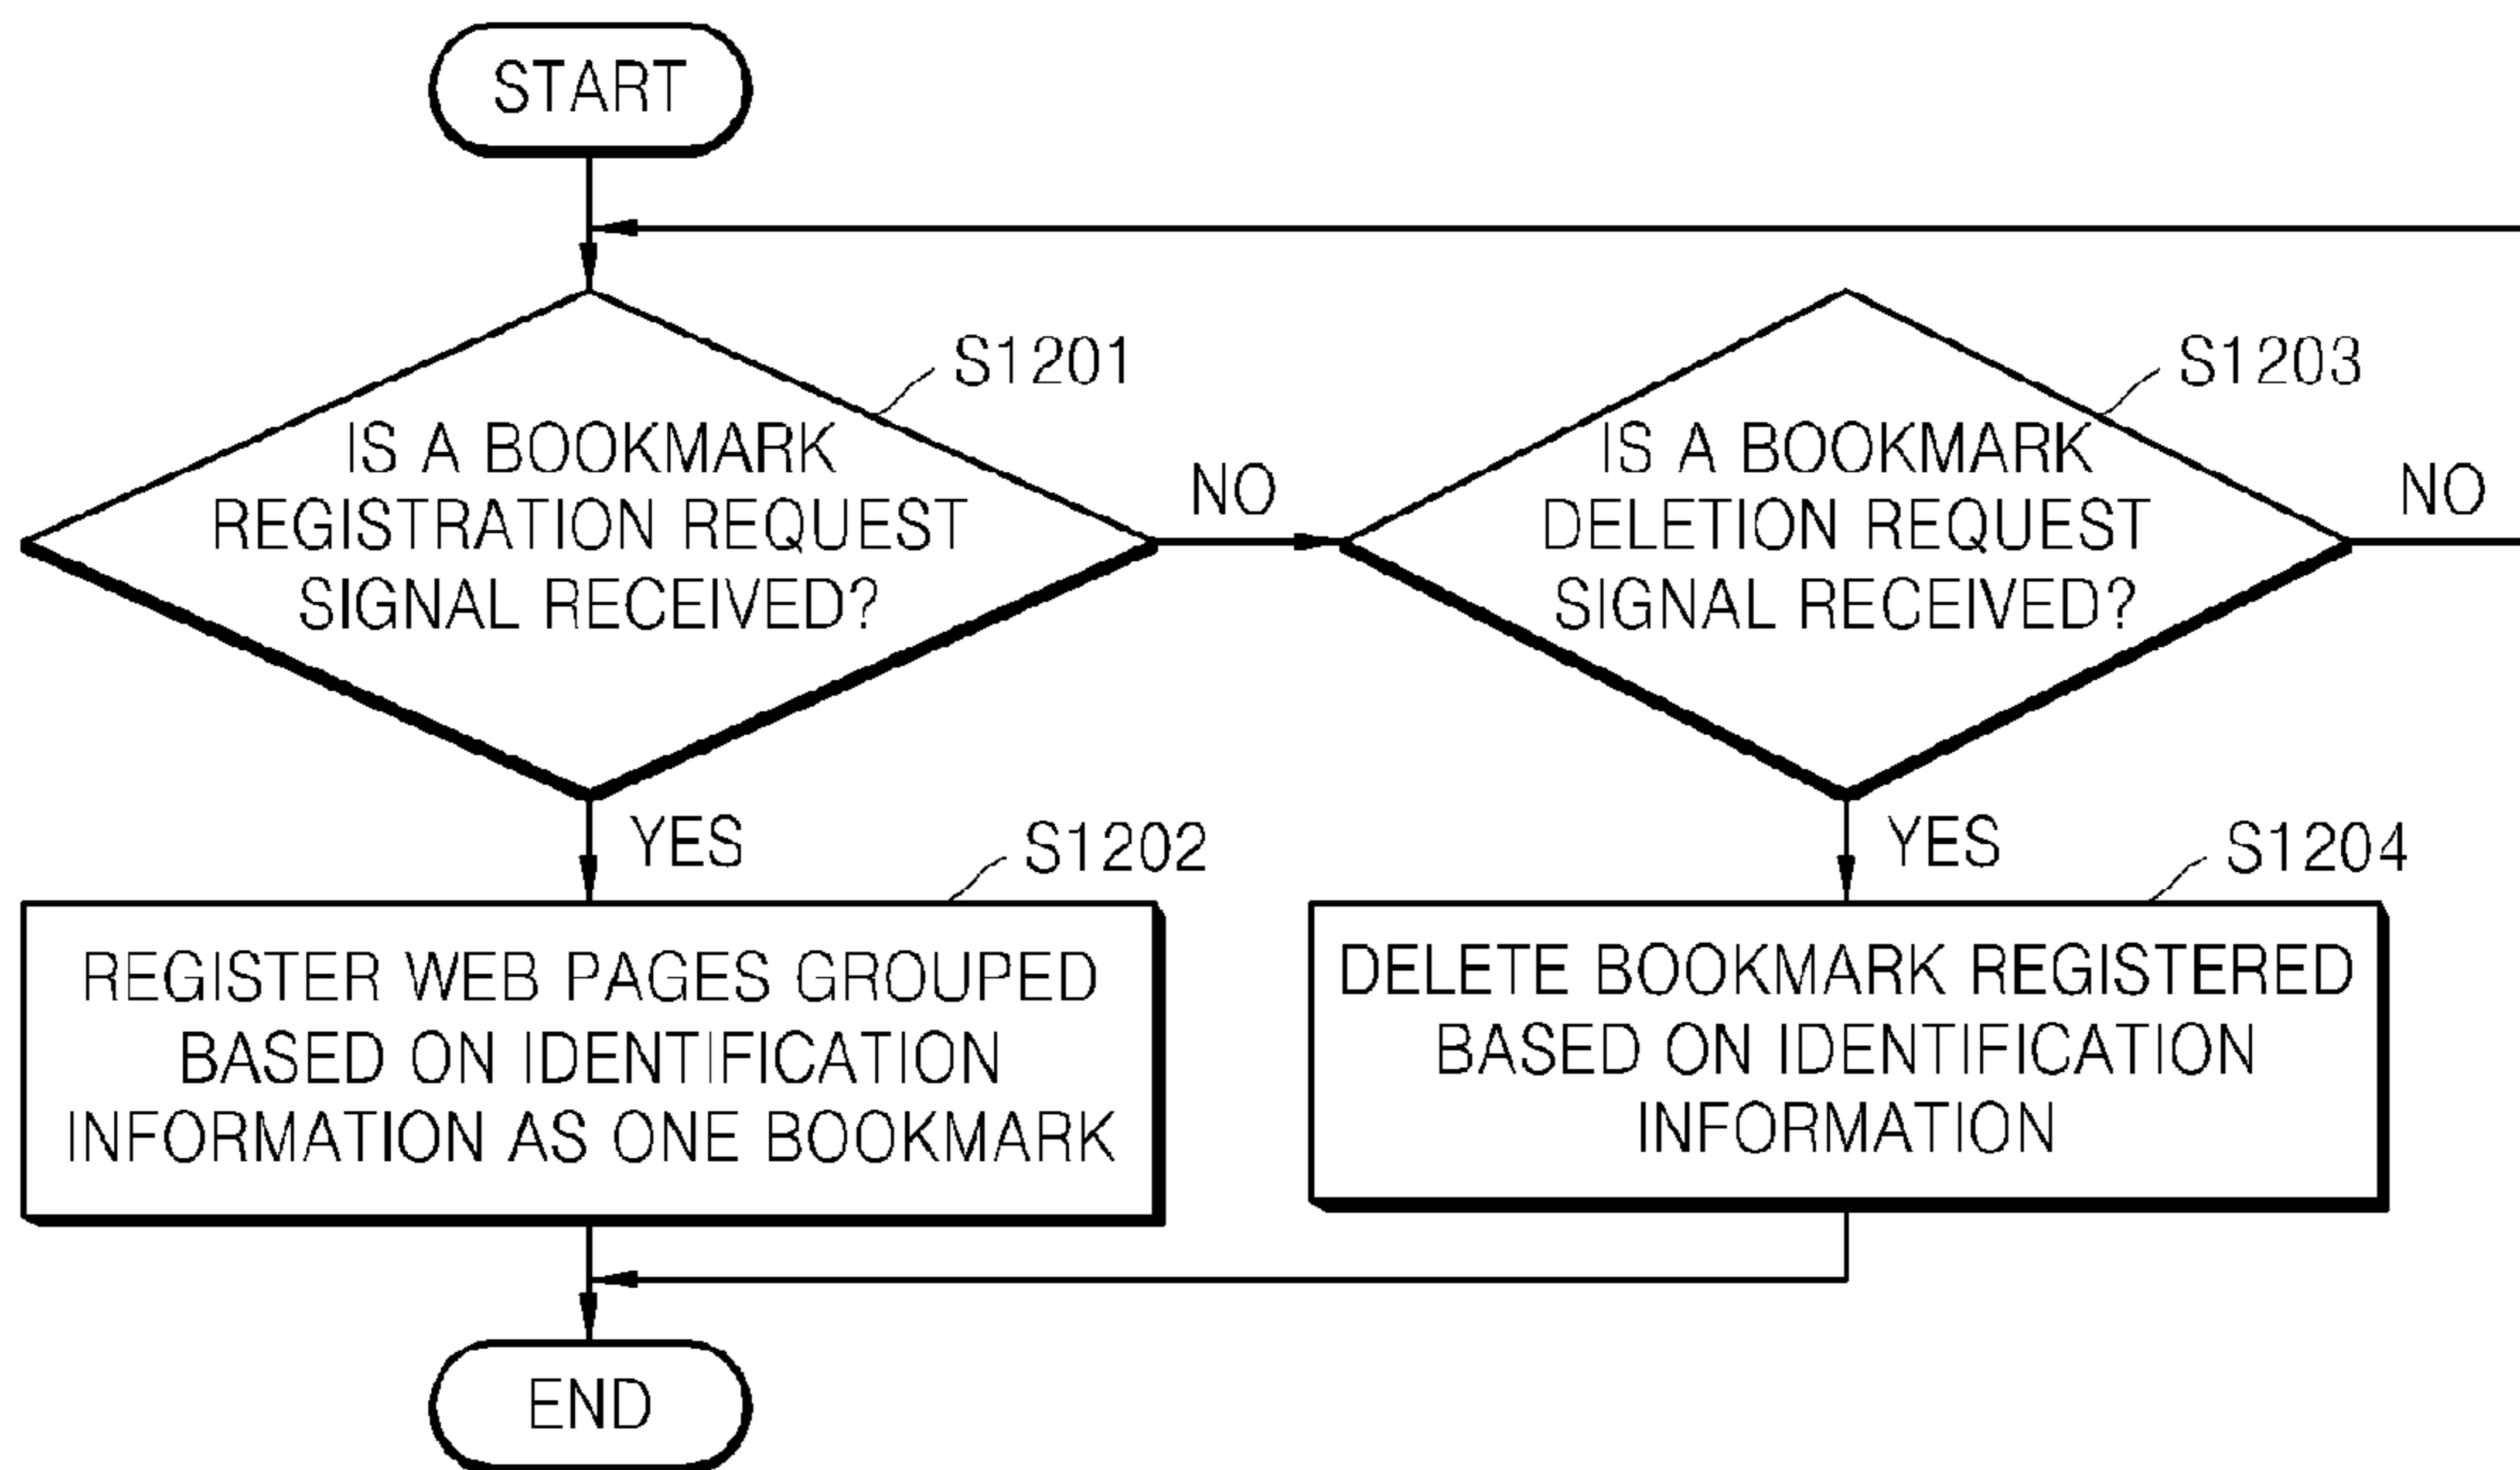 START
S1201
IS A BOOKMARK
REGISTRATION REQUEST
SIGNAL RECEIVED?
NO
S1203
IS A BOOKMARK
DELETION REQUEST
SIGNAL RECEIVED?
NO
YES
S1202
REGISTER WEB PAGES GROUPED
BASED ON IDENTIFICATION
INFORMATION AS ONE BOOKMARK
YES
S1204
DELETE BOOKMARK REGISTERED
BASED ON IDENTIFICATION
INFORMATION
END